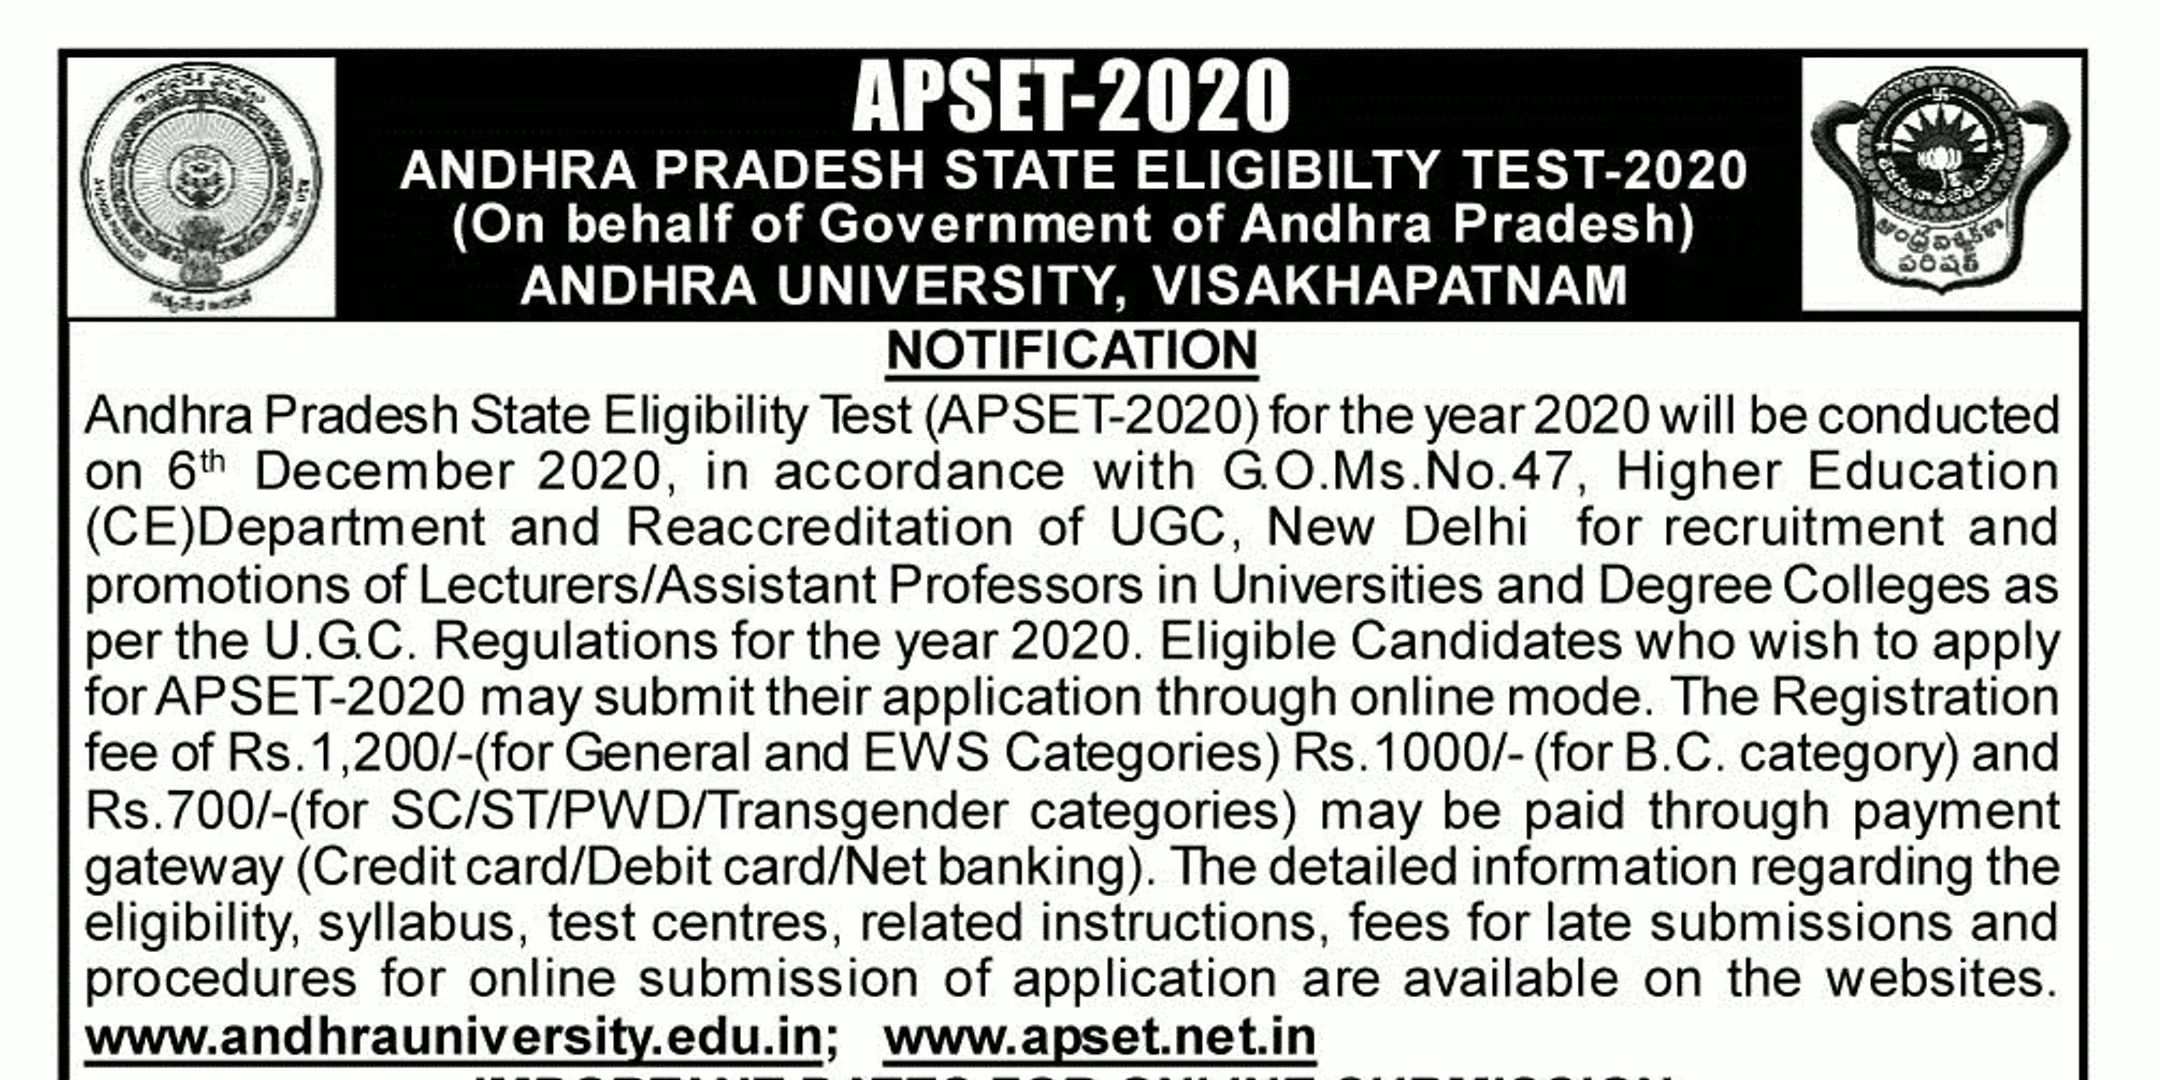 APSET-2020
ANDHRA PRADESH STATE ELIGIBILTY TEST-2020
(On behalf of Government of Andhra Pradesh)
ANDHRA UNIVERSITY, VISAKHAPATNAM
ఆంధ్ర విశ్వకళా
పరిషత్
NOTIFICATION
Andhra Pradesh State Eligibility Test (APSET-2020) for the year 2020 will be conducted
on 6th December 2020, in accordance with G.O.Ms.No.47, Higher Education
(CE)Department and Reaccreditation of UGC, New Delhi for recruitment and
promotions of Lecturers/Assistant Professors in Universities and Degree Colleges as
per the U.G.C. Regulations for the year 2020. Eligible Candidates who wish to apply
for APSET-2020 may submit their application through online mode. The Registration
fee of Rs.1,200/-(for General and EWS Categories) Rs.1000/- (for B.C. category) and
Rs.700/-(for SC/ST/PWD/Transgender categories) may be paid through payment
gateway (Credit card/Debit card/Net banking). The detailed information regarding the
eligibility, syllabus, test centres, related instructions, fees for late submissions and
procedures for online submission of application are available on the websites.
www.andhrauniversity.edu.in; www.apset.net.in